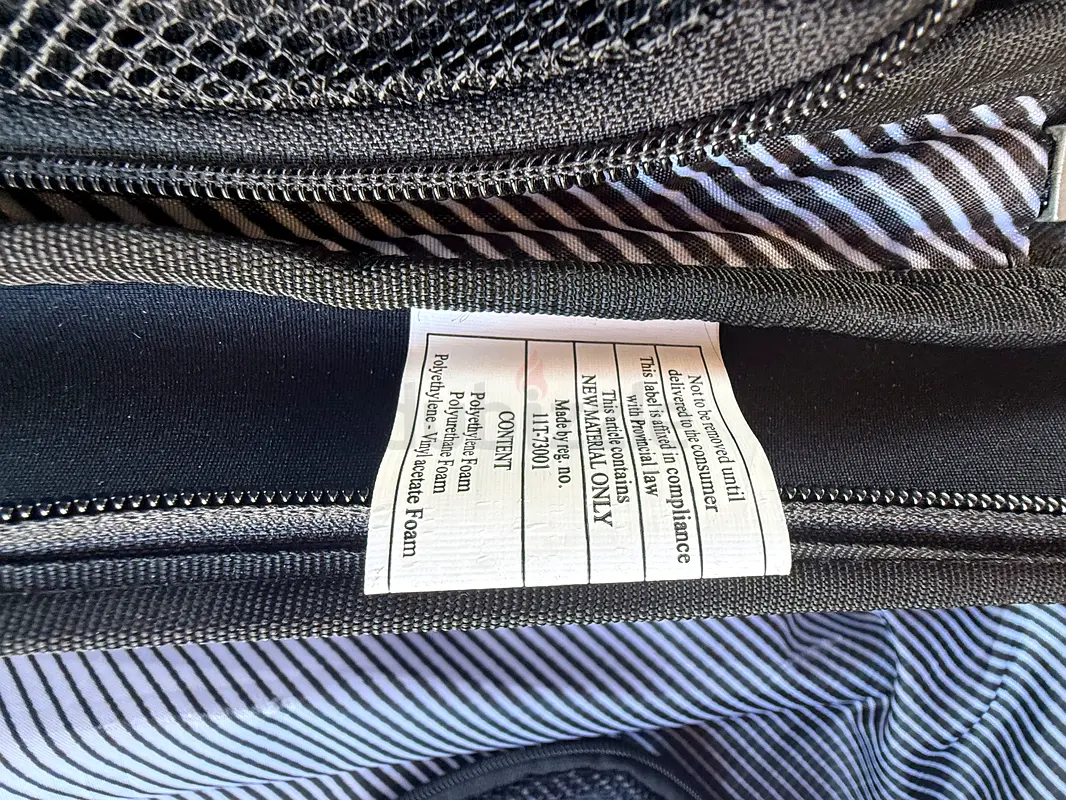 Not to be removed until
delivered to the consumer
This label is affixed in compliance
with Provincial law
This article contains
NEW MATERIAL ONLY
Made by reg. no.
11T-73001
CONTENT
Polyethylene Foam
Polyurethane Foam
Polyethylene - Vinyl acetate Foam